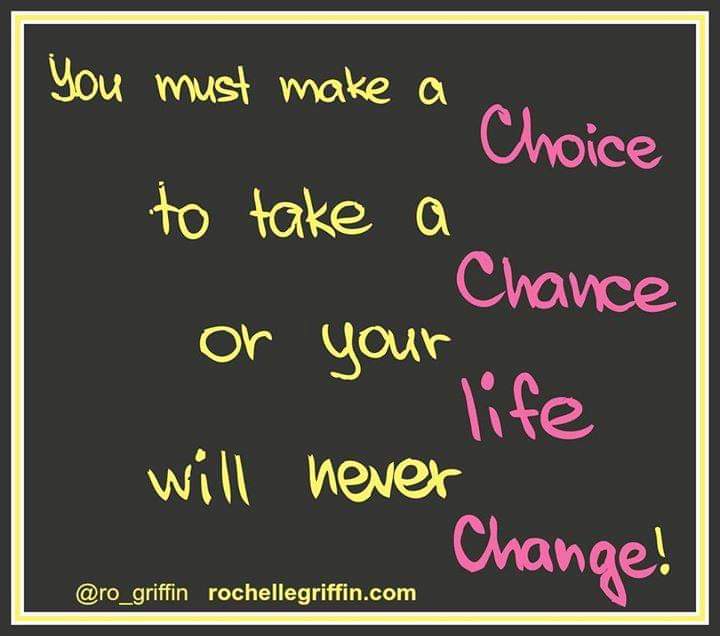 You must make a
Choice
to take a
Chance
or your
life
will never
Change!
@ro_griffin rochellegriffin.com